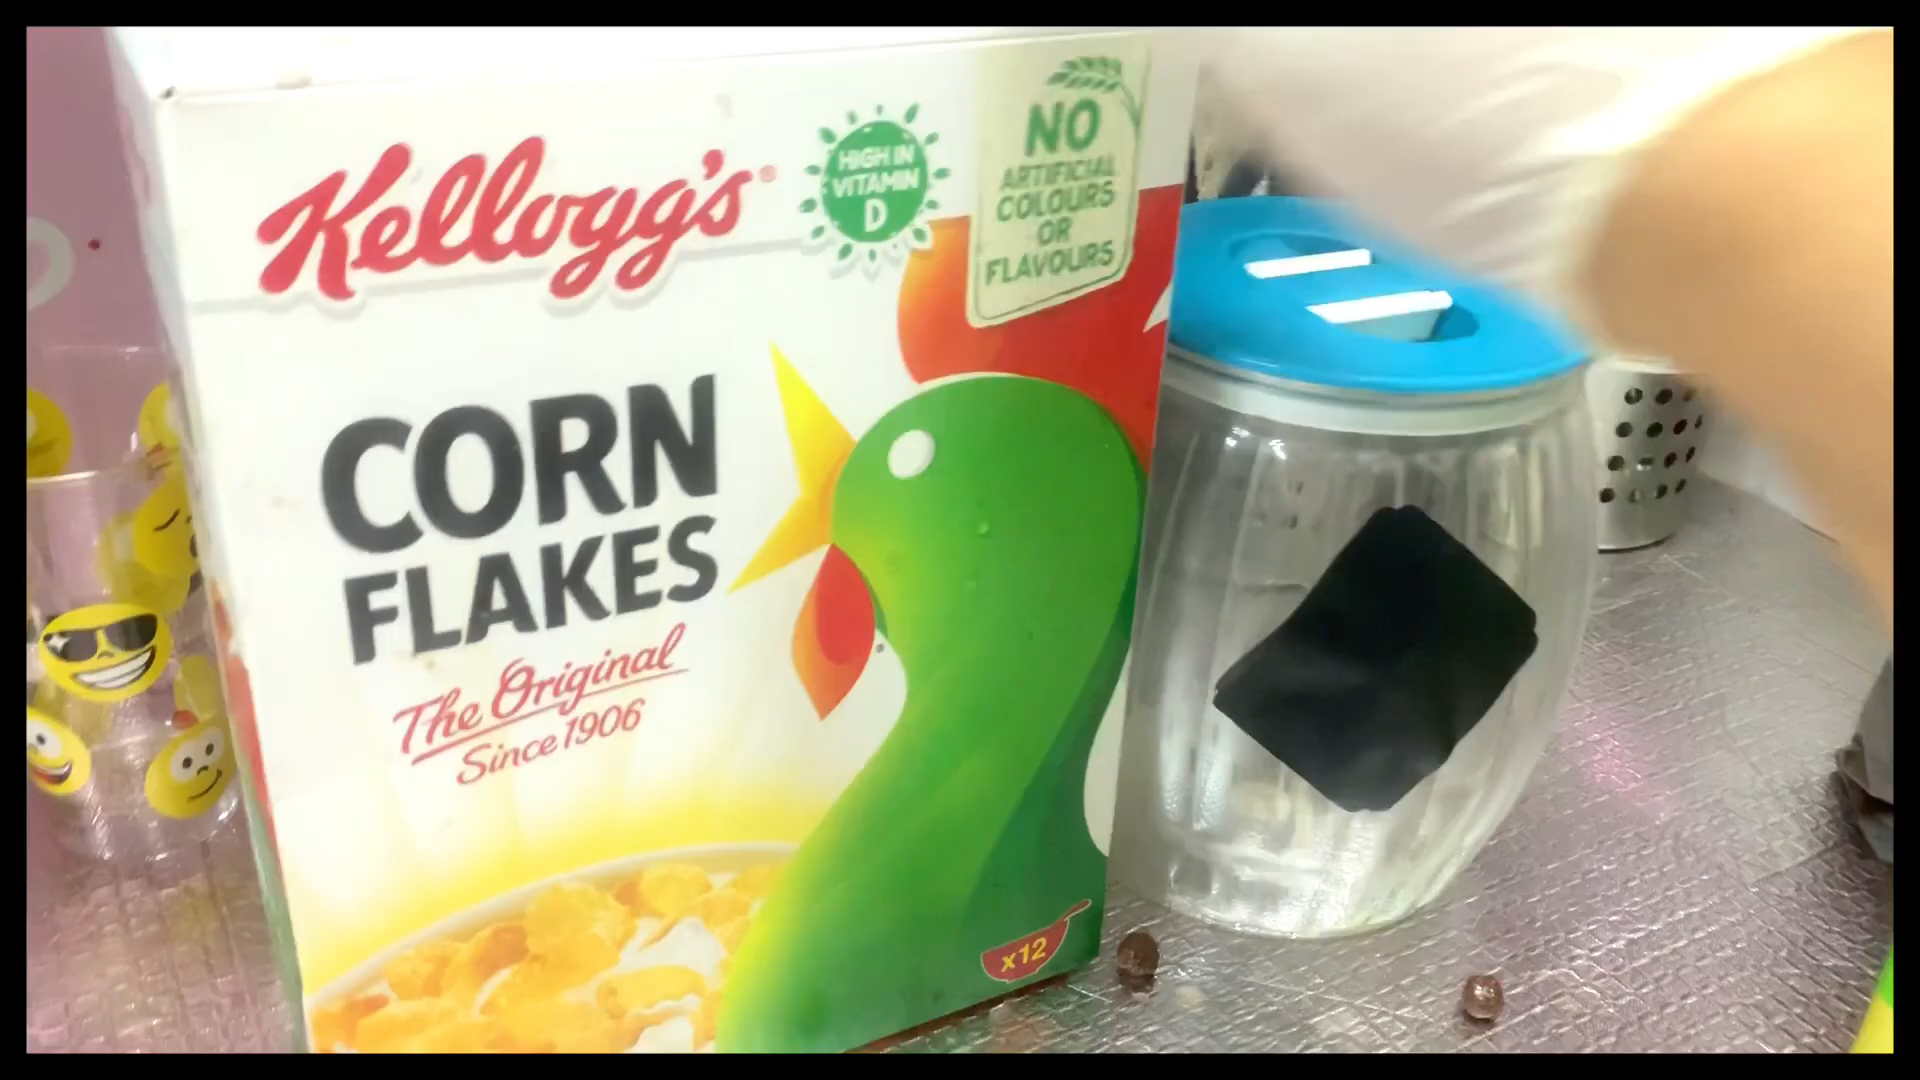 Kellogg's®
HIGH IN
VITAMIN
D
NO
ARTIFICIAL
COLOURS
OR
FLAVOURS
CORN
FLAKES
The Original
Since 1906
x12